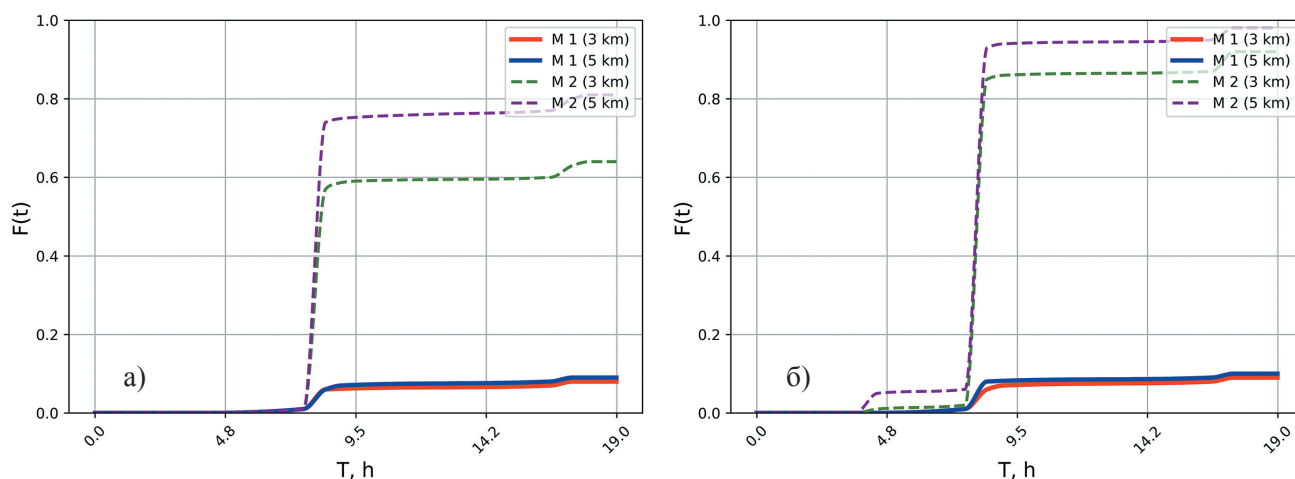 1.0
0.8
0.6
0.4
0.2
0.0
F(t)
M 1 (3 km)
M 1 (5 km)
M 2 (3 km)
M 2 (5 km)
а)
0.0
4.8
9.5
14.2
19.0
T, h
1.0
0.8
0.6
0.4
0.2
0.0
F(t)
M 1 (3 km)
M 1 (5 km)
M 2 (3 km)
M 2 (5 km)
б)
0.0
4.8
9.5
14.2
19.0
T, h